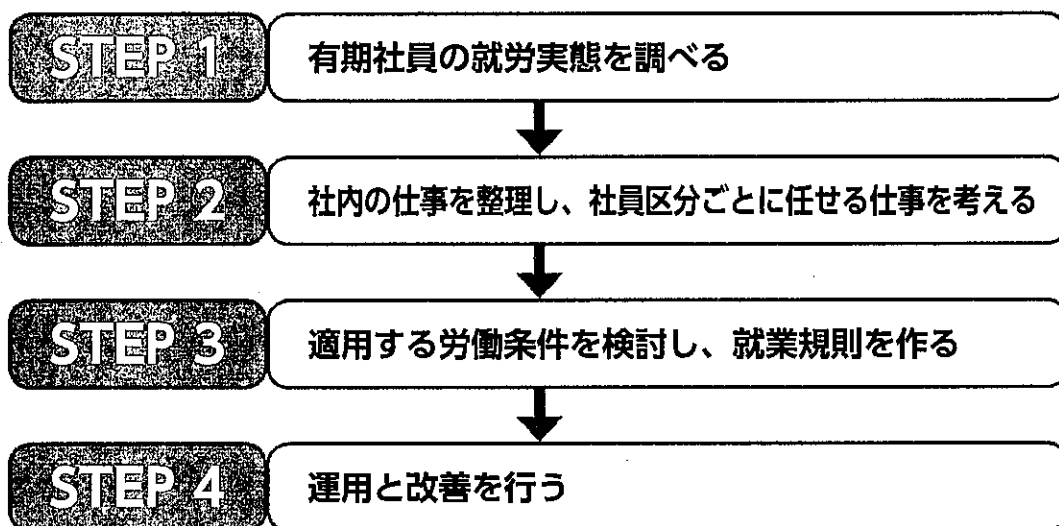 STEP 1
有期社員の就労実態を調べる
STEP 2
社内の仕事を整理し、社員区分ごとに任せる仕事を考える
STEP 3
適用する労働条件を検討し、就業規則を作る
STEP 4
運用と改善を行う